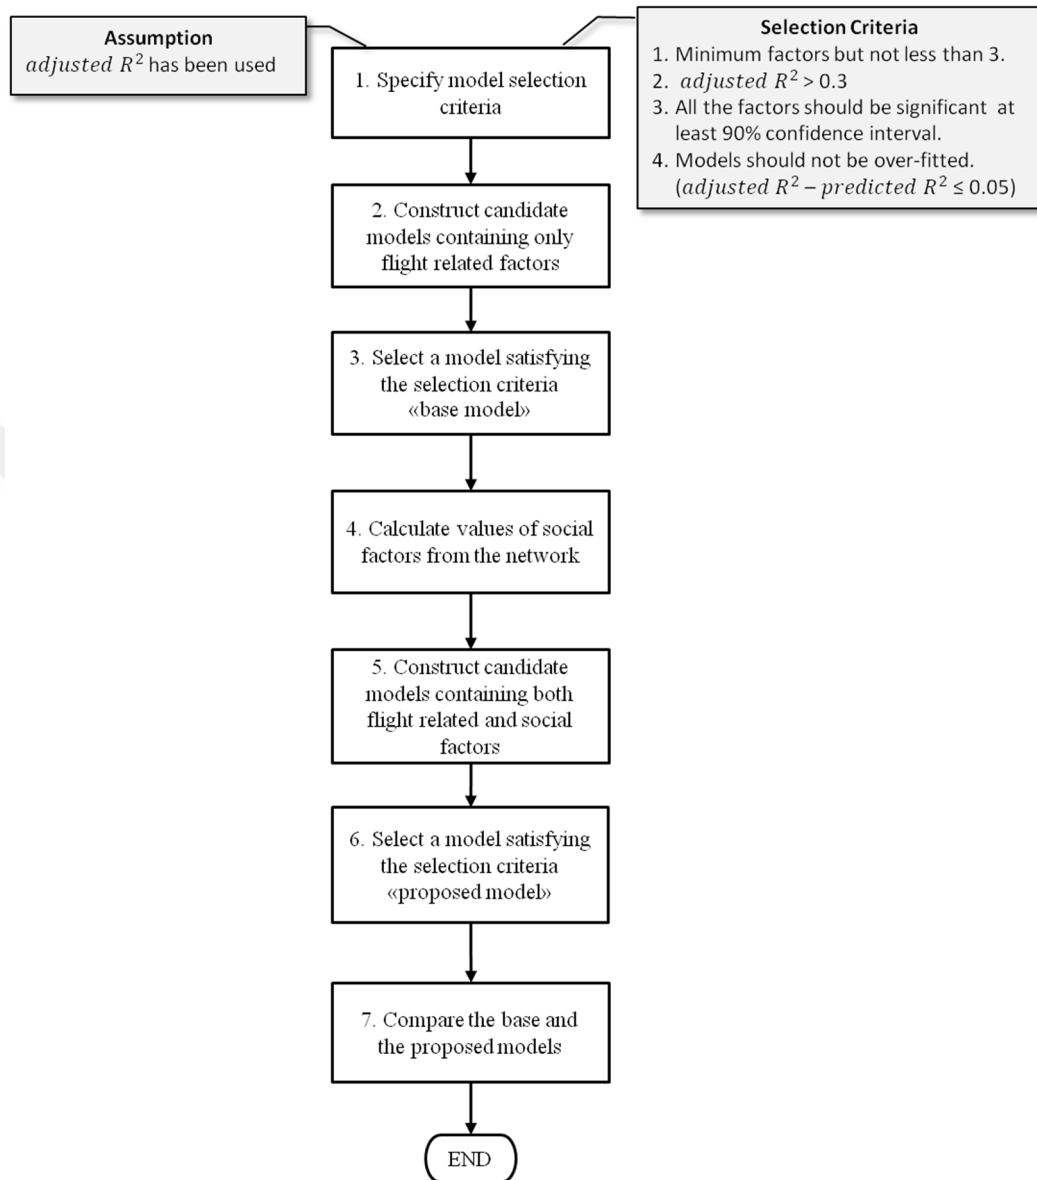 Assumption
adjusted R² has been used
Selection Criteria
1. Minimum factors but not less than 3.
2. adjusted R² > 0.3
3. All the factors should be significant at
least 90% confidence interval.
4. Models should not be over-fitted.
(adjusted R² – predicted R² ≤ 0.05)
1. Specify model selection
criteria
2. Construct candidate
models containing only
flight related factors
3. Select a model satisfying
the selection criteria
«base model»
4. Calculate values of social
factors from the network
5. Construct candidate
models containing both
flight related and social
factors
6. Select a model satisfying
the selection criteria
«proposed model»
7. Compare the base and
the proposed models
END